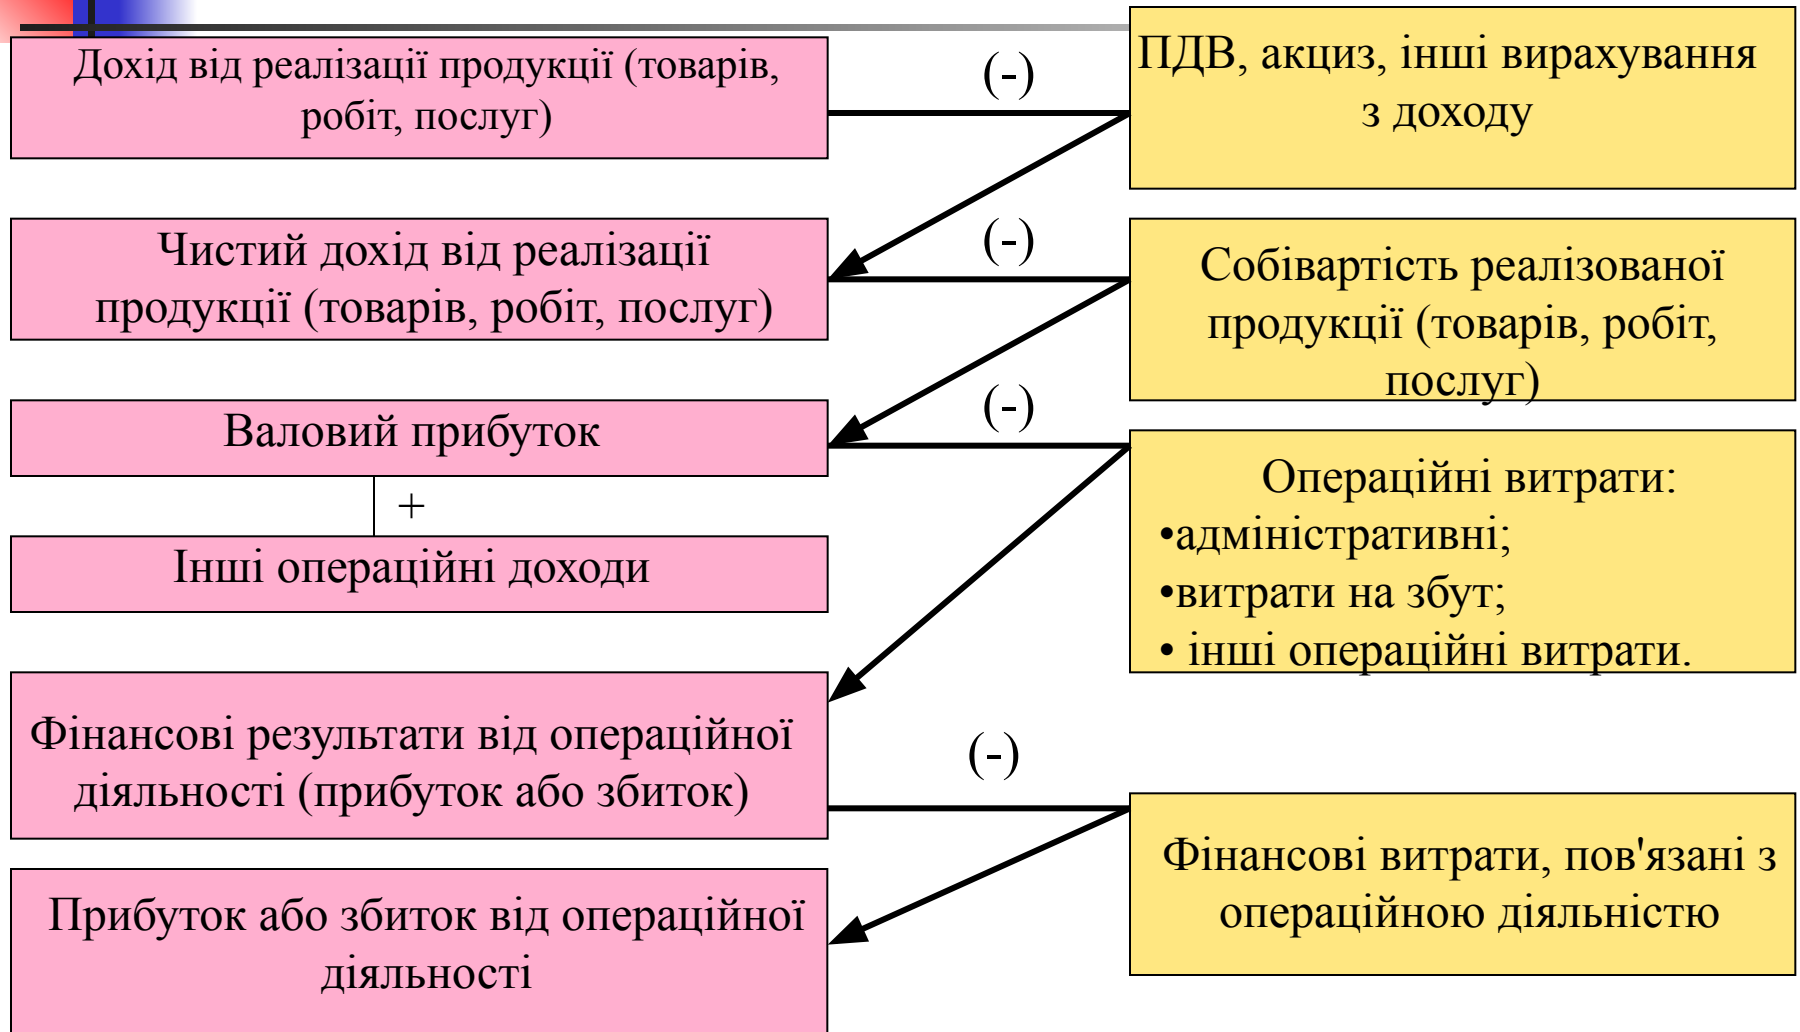 Дохід від реалізації продукції (товарів,
робіт, послуг)
(-)
ПДВ, акциз, інші вирахування
з доходу
Чистий дохід від реалізації
продукції (товарів, робіт, послуг)
(-)
Собівартість реалізованої
продукції (товарів, робіт,
послуг)
Валовий прибуток
(-)
+
Інші операційні доходи
Операційні витрати:
•адміністративні;
•витрати на збут;
• інші операційні витрати.
Фінансові результати від операційної
діяльності (прибуток або збиток)
(-)
Фінансові витрати, пов'язані з
операційною діяльністю
Прибуток або збиток від операційної
діяльності